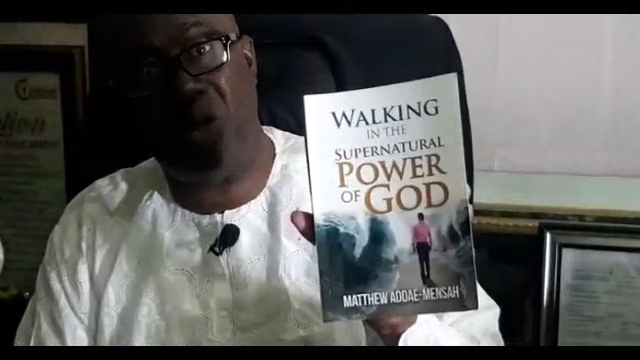 WALKING
IN THE
SUPERNATURAL
POWER
OF GOD
MATTHEW ADDAE-MENSAH